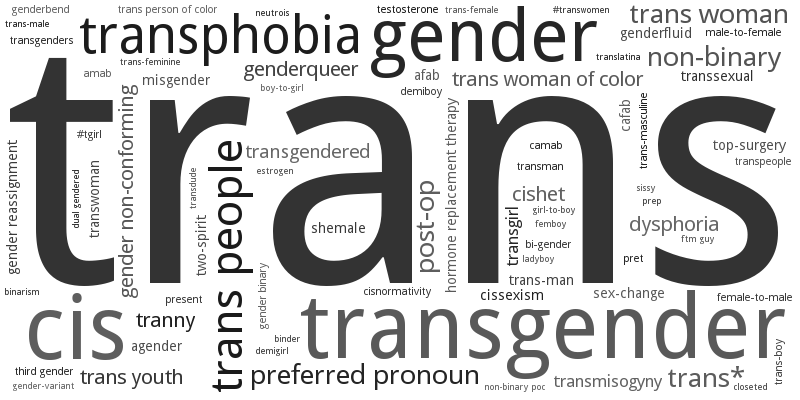 genderbend
trans person of color
neutrois
testosterone
trans-female
#transwomen
trans woman
trans-male
transgenders
transphobia
gender
genderfluid
male-to-female
trans-feminine
translatina
non-binary
amab
misgender
genderqueer
afab
trans woman of color
transsexual
boy-to-girl
demiboy
trans
gender non-conforming
hormone replacement therapy
trans-masculine
cafab
#tgirl
gender reassignment
dual gendered
transwoman
transdude
two-spirit
trans people
transgendered
estrogen
camab
transman
top-surgery
transpeople
shemale
post-op
cishet
girl-to-boy
femboy
transgirl
bi-gender
ladyboy
sissy
prep
dysphoria
ftm guy
pret
trans-man
binarism
present
gender binary
cisnormativity
cissexism
sex-change
female-to-male
cis
tranny
agender
binder
demigirl
transgender
trans-boy
third gender
gender-variant
trans youth
preferred pronoun
non-binary poc
transmisogyny
trans*
closeted